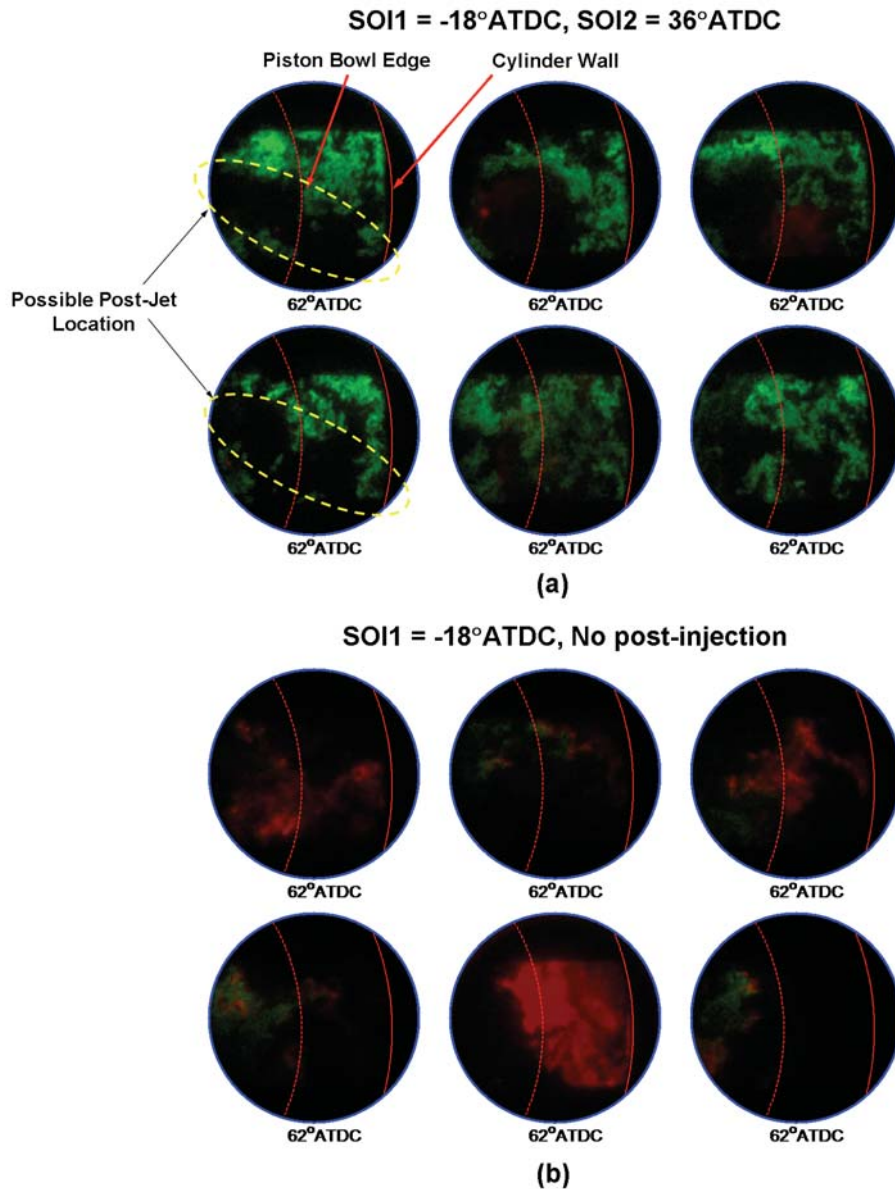 SOI1 = -18°ATDC, SOI2 = 36°ATDC
Piston Bowl Edge
Cylinder Wall
Possible Post-Jet
Location
62°ATDC
62°ATDC
62°ATDC
62°ATDC
62°ATDC
62°ATDC
(a)
SOI1 = -18°ATDC, No post-injection
62°ATDC
62°ATDC
62°ATDC
62°ATDC
62°ATDC
62°ATDC
(b)